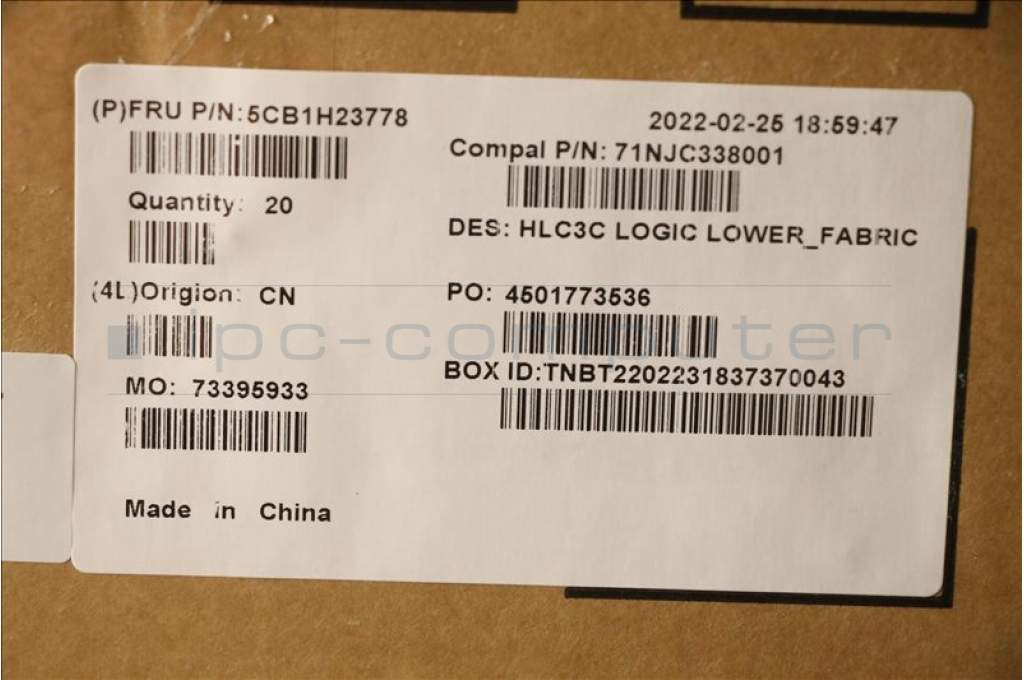 (P)FRU P/N:5CB1H23778
2022-02-25 18:59:47
Compal P/N: 71NJC338001
Quantity: 20
DES: HLC3C LOGIC LOWER_FABRIC
(4L)Origion: CN
PO: 4501773536
ipc-computer
MO: 73395933
BOX ID:TNBT2202231837370043
Made in China